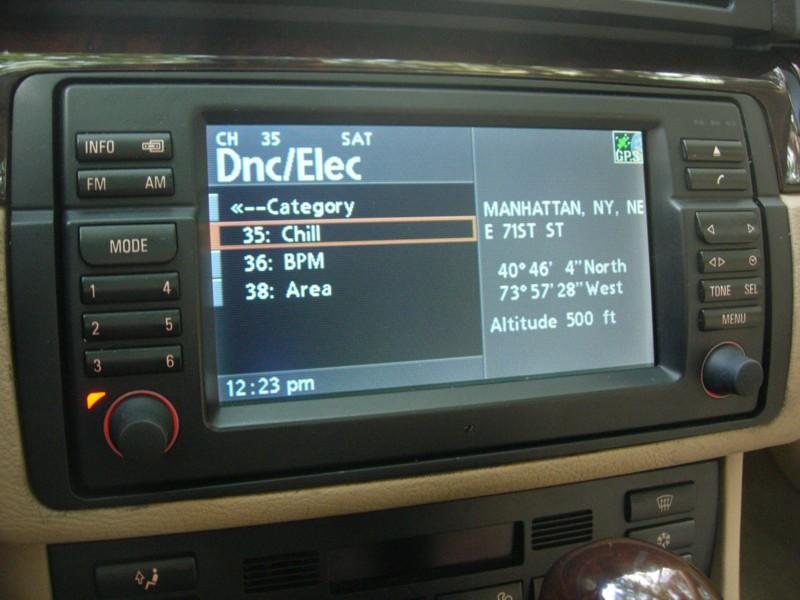 CH 35 SAT
Dnc/Elec
«--Category
35: Chill
36: BPM
38: Area
12:23 pm
GPS
MANHATTAN, NY, NE
E 71ST ST
40°46' 4"North
73°57'28"West
Altitude 500 ft
INFO
FM AM
MODE
1 4
2 5
3 6
TONE SEL
MENU